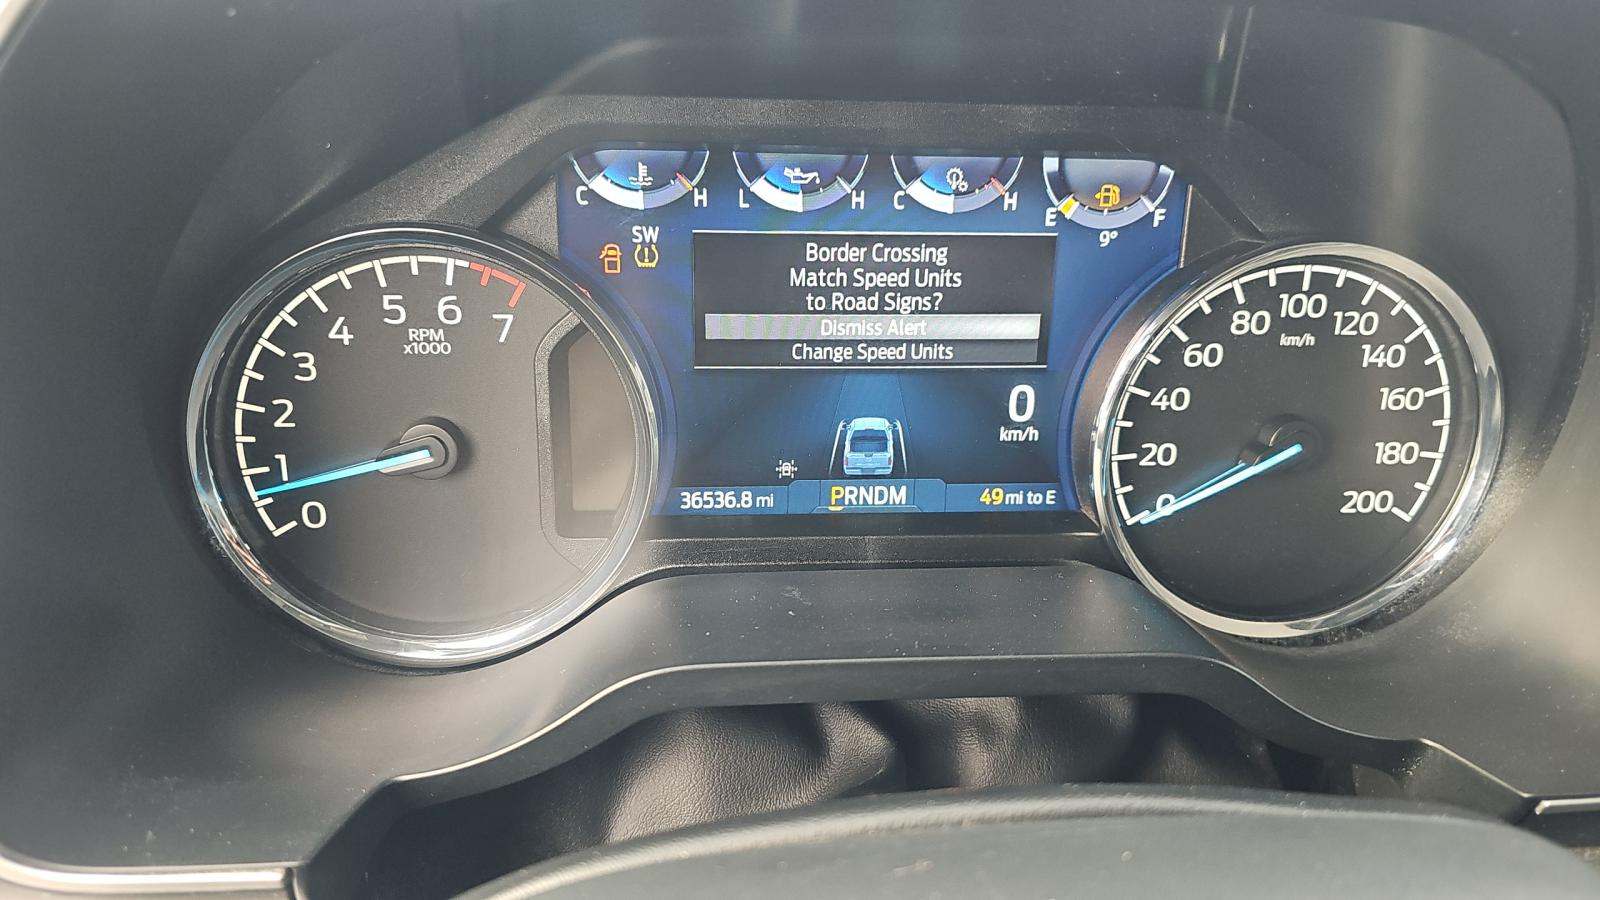 C H L H C H E F
9°
SW
Border Crossing
Match Speed Units
to Road Signs?
Dismiss Alert
Change Speed Units
0
km/h
36536.8 mi
PRNDM
49 mi to E
0 1 2 3 4 5 6 7
RPM
x1000
0 20 40 60 80 100 120 140 160 180 200
km/h